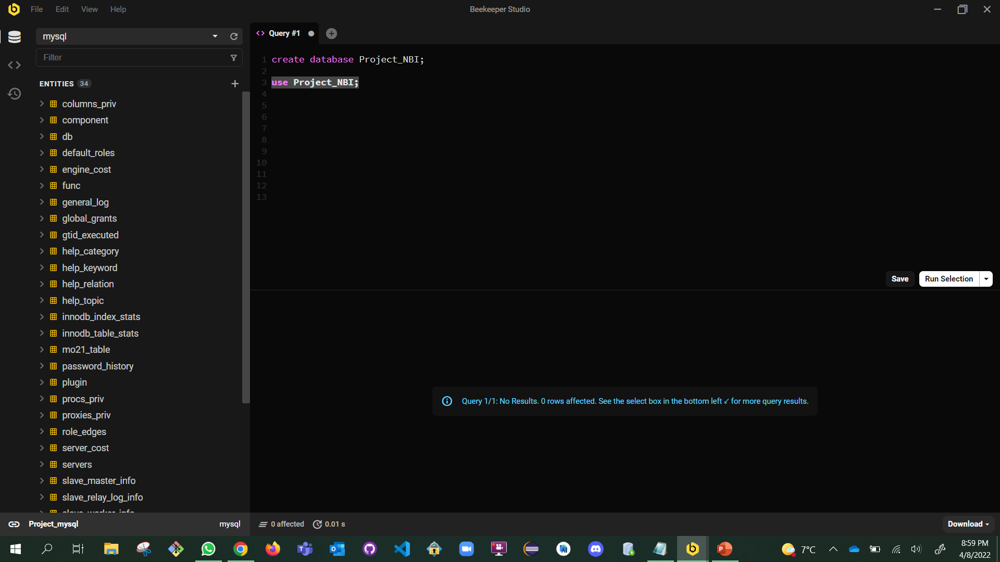 File Edit View Help
Beekeeper Studio
mysql
Filter
ENTITIES 34
columns_priv
component
db
default_roles
engine_cost
func
general_log
global_grants
gtid_executed
help_category
help_keyword
help_relation
help_topic
innodb_index_stats
innodb_table_stats
mo21_table
password_history
plugin
procs_priv
proxies_priv
role_edges
server_cost
servers
slave_master_info
slave_relay_log_info
slave_worker_info
Project_mysql mysql
Query #1
1 create database Project_NBI;
2
3 use Project_NBI;
4
5
6
7
8
9
10
11
12
13
Save Run Selection
Query 1/1: No Results. 0 rows affected. See the select box in the bottom left ↙ for more query results.
0 affected 0.01 s
Download
7°C
8:59 PM
4/8/2022